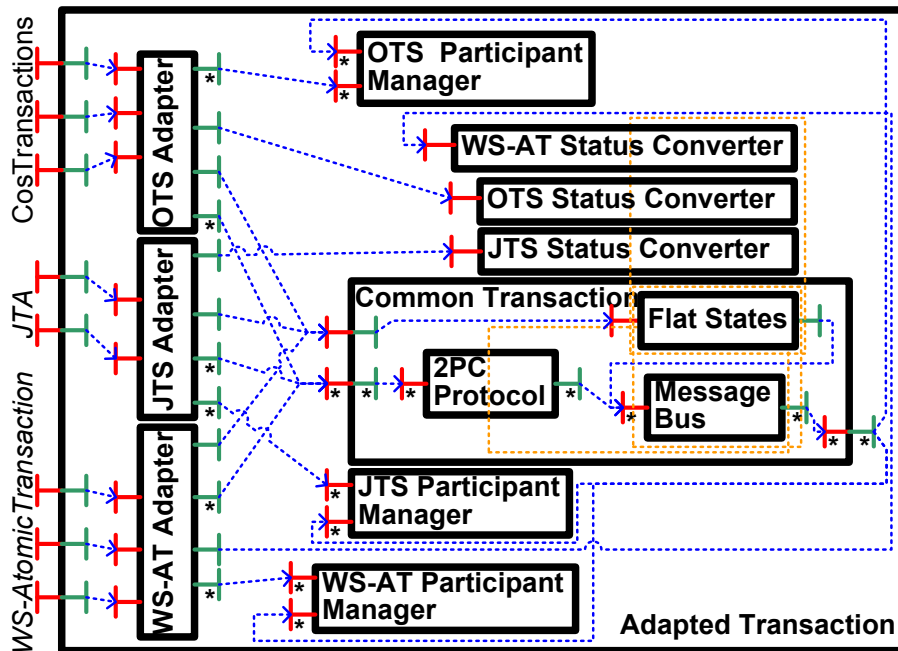 CosTransactions
JTA
WS-AtomicTransaction
OTS Adapter
JTS Adapter
WS-AT Adapter
OTS Participant
Manager
WS-AT Status Converter
OTS Status Converter
JTS Status Converter
Common Transaction
Flat States
2PC
Protocol
Message
Bus
JTS Participant
Manager
WS-AT Participant
Manager
Adapted Transaction